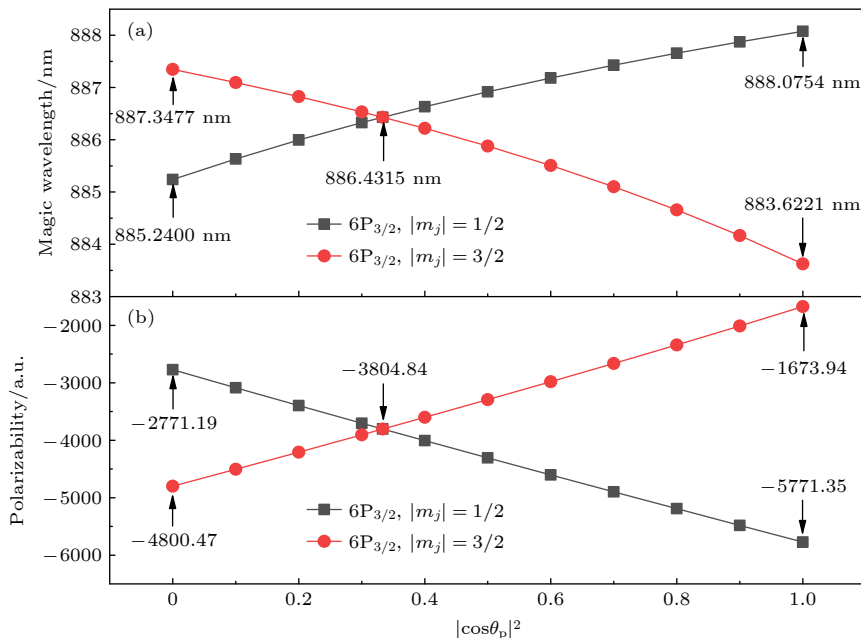 (a)
888
887
886
885
884
883
Magic wavelength/nm
887.3477 nm
885.2400 nm
886.4315 nm
888.0754 nm
883.6221 nm
6P3/2, |mj| = 1/2
6P3/2, |mj| = 3/2
(b)
−2000
−3000
−4000
−5000
−6000
Polarizability/a.u.
−2771.19
−4800.47
−3804.84
−1673.94
−5771.35
6P3/2, |mj| = 1/2
6P3/2, |mj| = 3/2
0 0.2 0.4 0.6 0.8 1.0
|cosθp|2